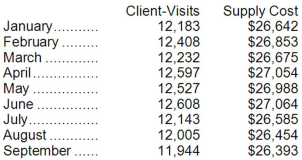 Client-Visits Supply Cost
January........... 12,183 $26,642
February ......... 12,408 $26,853
March ............. 12,232 $26,675
April................ 12,597 $27,054
May ................ 12,527 $26,988
June ............... 12,608 $27,064
July................. 12,143 $26,585
August ............ 12,005 $26,454
September ...... 11,944 $26,393